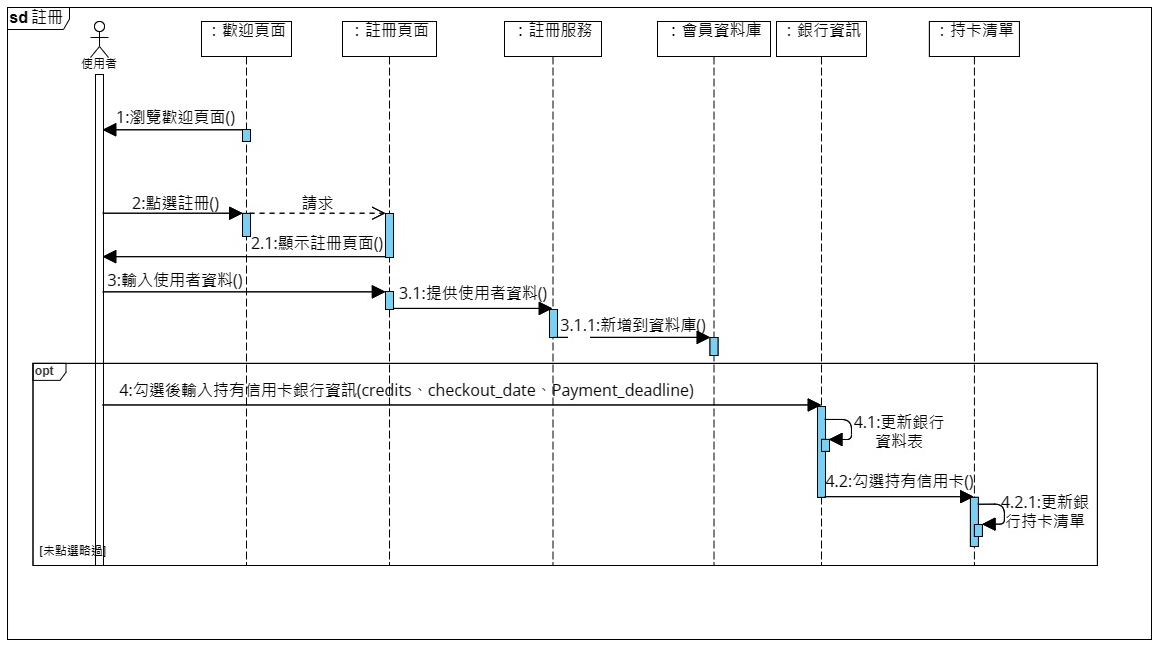 sd 註冊
使用者
：歡迎頁面
：註冊頁面
：註冊服務
：會員資料庫
：銀行資訊
：持卡清單
1:瀏覽歡迎頁面()
2:點選註冊()
請求
2.1:顯示註冊頁面()
3:輸入使用者資料()
3.1:提供使用者資料()
3.1.1:新增到資料庫()
opt
4:勾選後輸入持有信用卡銀行資訊(credits、checkout_date、Payment_deadline)
4.1:更新銀行
資料表
4.2:勾選持有信用卡()
4.2.1:更新銀
行持卡清單
[未點選略過]